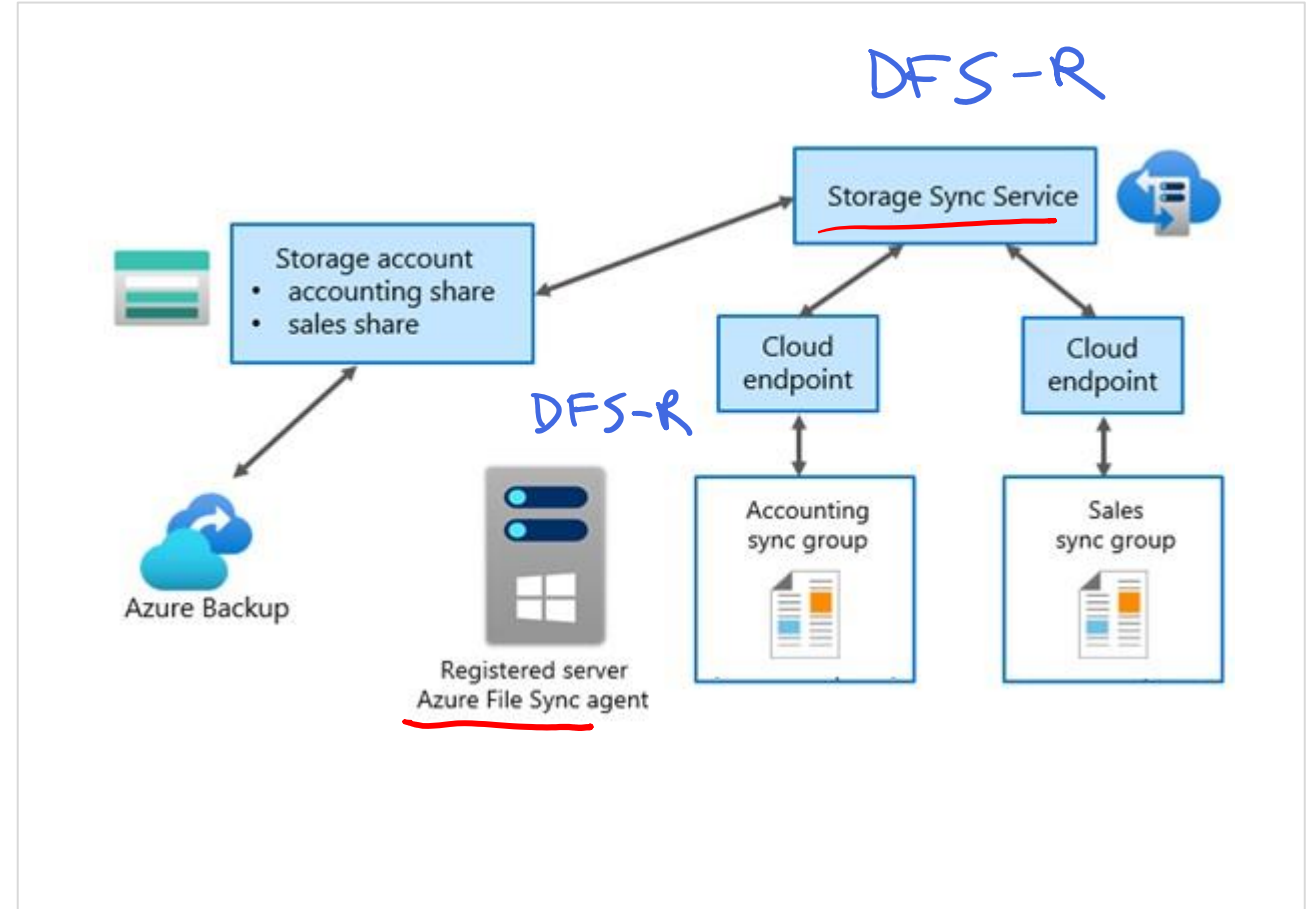 DFS-R
Storage Sync Service
Storage account
• accounting share
• sales share
Cloud
endpoint
Cloud
endpoint
DFS-R
Accounting
sync group
Sales
sync group
Azure Backup
Registered server
Azure File Sync agent